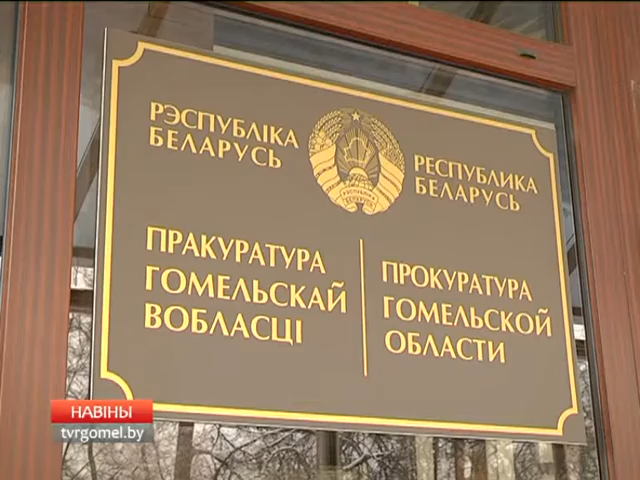 РЭСПУБЛІКА
БЕЛАРУСЬ
РЕСПУБЛИКА
БЕЛАРУСЬ
ПРАКУРАТУРА
ГОМЕЛЬСКАЙ
ВОБЛАСЦІ
ПРОКУРАТУРА
ГОМЕЛЬСКОЙ
ОБЛАСТИ
НАВІНЫ
tvrgomel.by